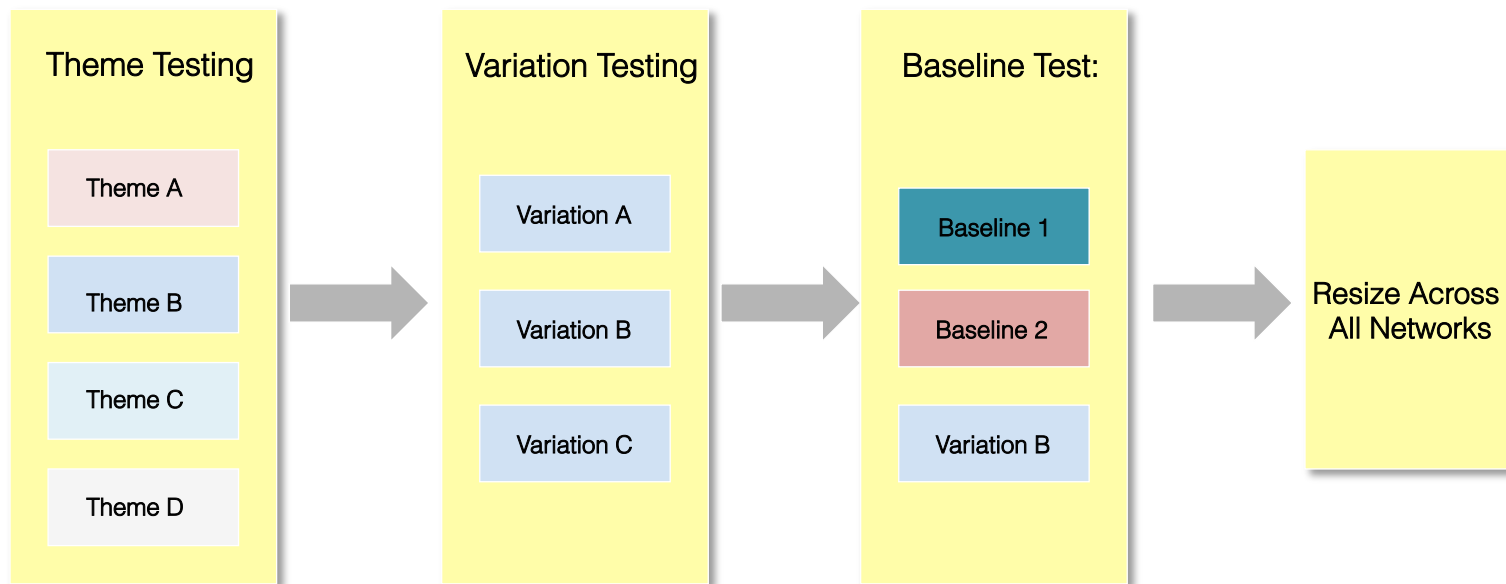 Theme Testing
Theme A
Theme B
Theme C
Theme D
Variation Testing
Variation A
Variation B
Variation C
Baseline Test:
Baseline 1
Baseline 2
Variation B
Resize Across
All Networks